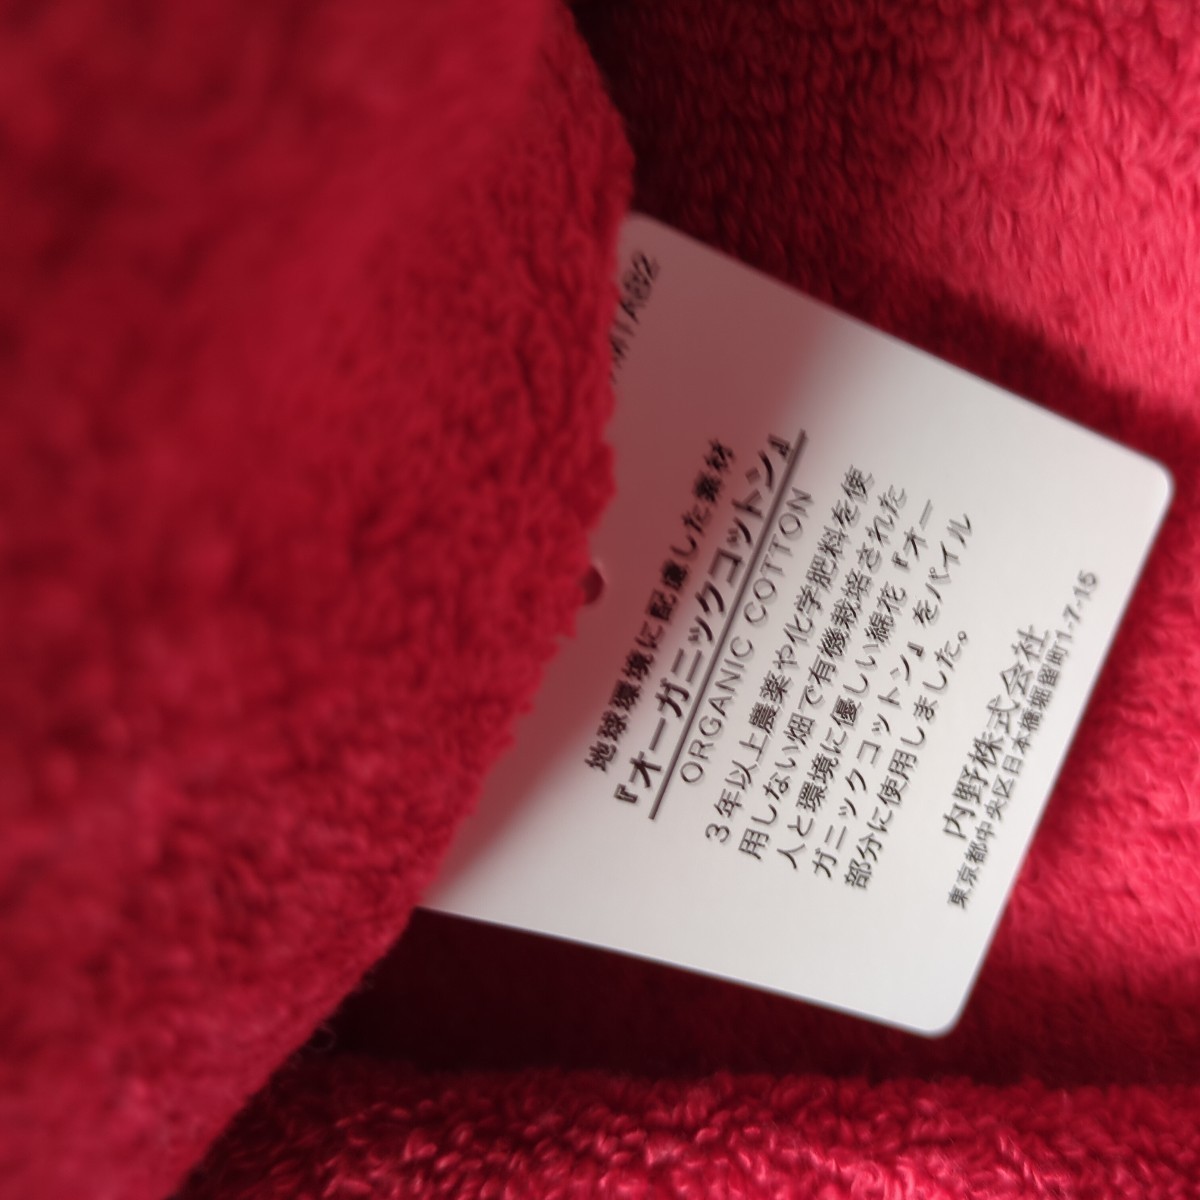 地球環境に配慮した素材
『オーガニックコットン』
ORGANIC COTTON
3年以上農薬や化学肥料を使
用しない畑で有機栽培された
人と環境に優しい綿花『オー
ガニックコットン』をパイル
部分に使用しました。
内野株式会社
東京都中央区日本橋堀留町1-7-15